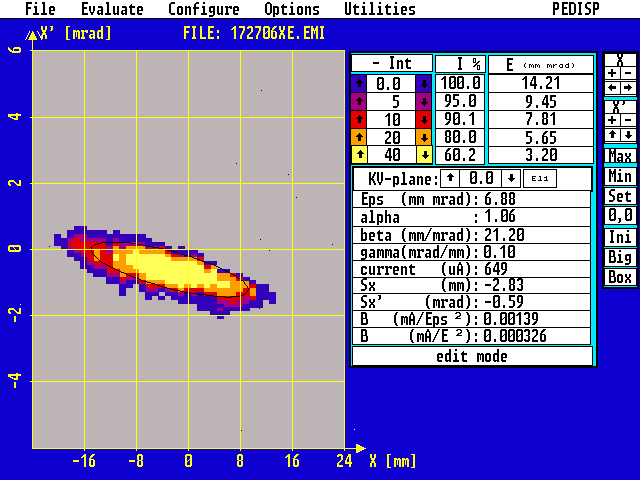 File Evaluate Configure Options Utilities PEDISP
X' [mrad] FILE: 172706XE.EMI
6
4
2
0
-2.
-4
-16 -8 0 8 16 24 X [mm]
- Int I % E (mm mrad)
0.0 100.0 14.21
5 95.0 9.45
10 90.1 7.81
20 80.0 5.65
40 60.2 3.20
KV-plane: 0.0 Ell
Eps (mm mrad): 6.88
alpha : 1.06
beta (mm/mrad): 21.20
gamma(mrad/mm): 0.10
current (uA): 649
Sx (mm): -2.83
Sx' (mrad): -0.59
B (mA/Eps ²): 0.00139
B (mA/E ²): 0.000326
edit mode
X
+ -
← →
X'
+ -
↑ ↓
Max
Min
Set
0,0
Ini
Big
Box